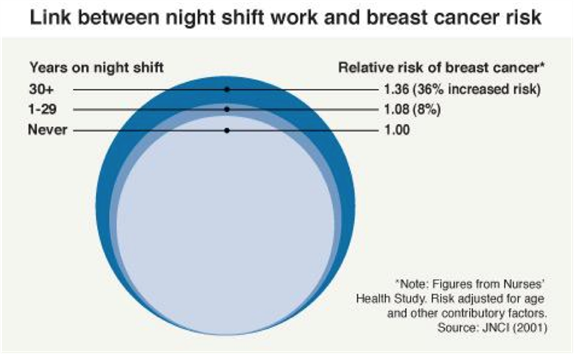 Link between night shift work and breast cancer risk
Years on night shift Relative risk of breast cancer*
30+ 1.36 (36% increased risk)
1-29 1.08 (8%)
Never 1.00
*Note: Figures from Nurses'
Health Study. Risk adjusted for age
and other contributory factors.
Source: JNCI (2001)